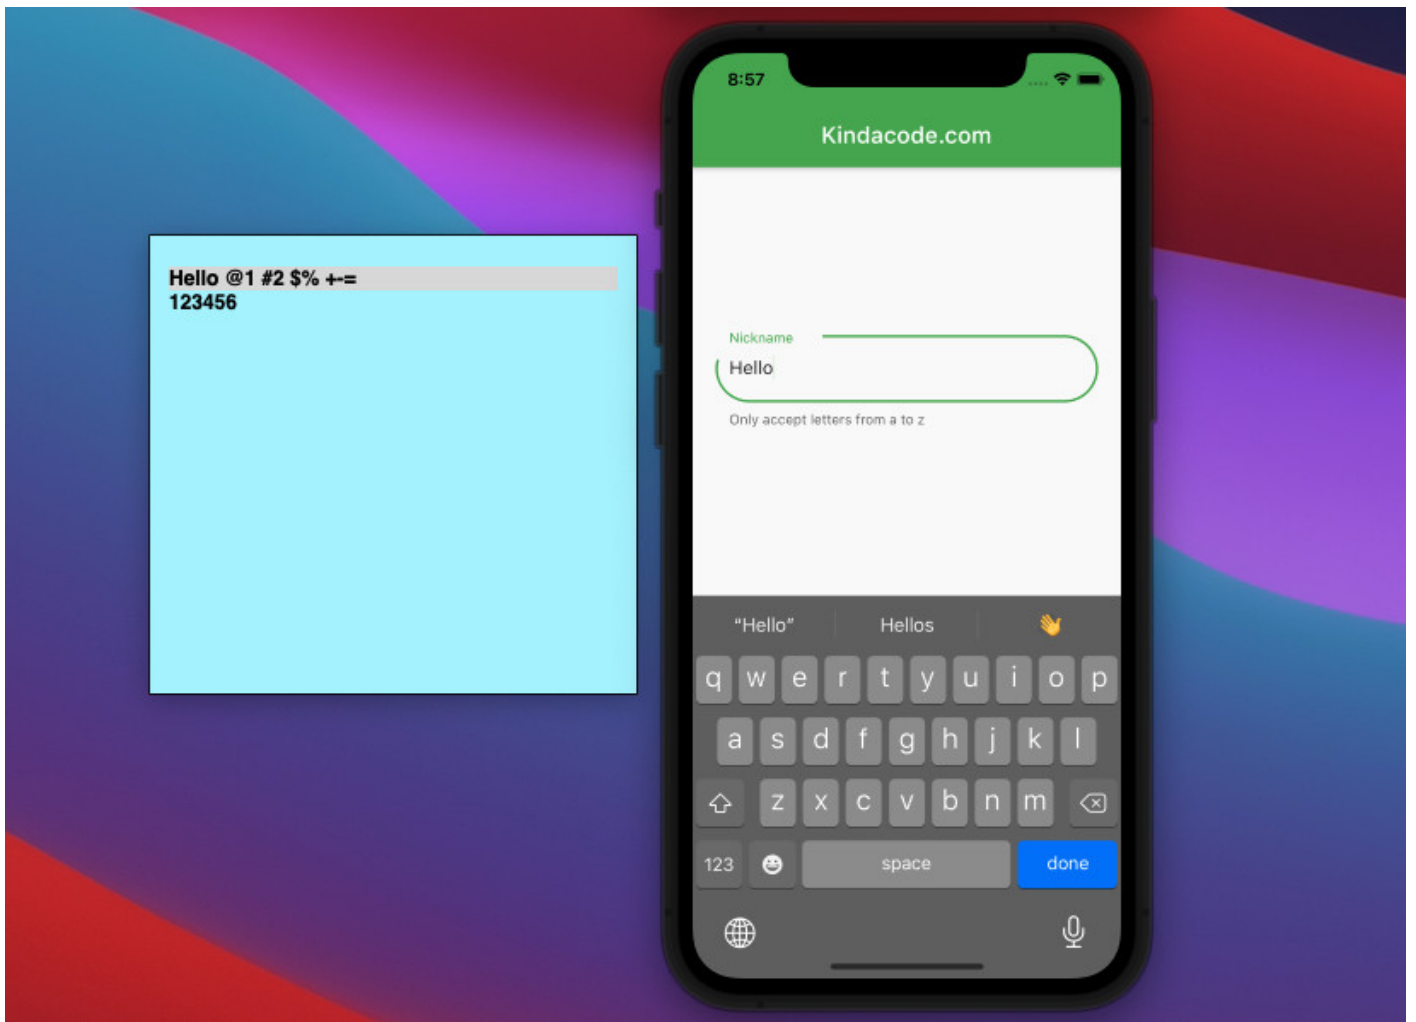 8:57
Kindacode.com
Hello @1 #2 $% +-=
123456
Nickname
Hello
Only accept letters from a to z
“Hello” Hellos 👋
q w e r t y u i o p
a s d f g h j k l
z x c v b n m
123 space done